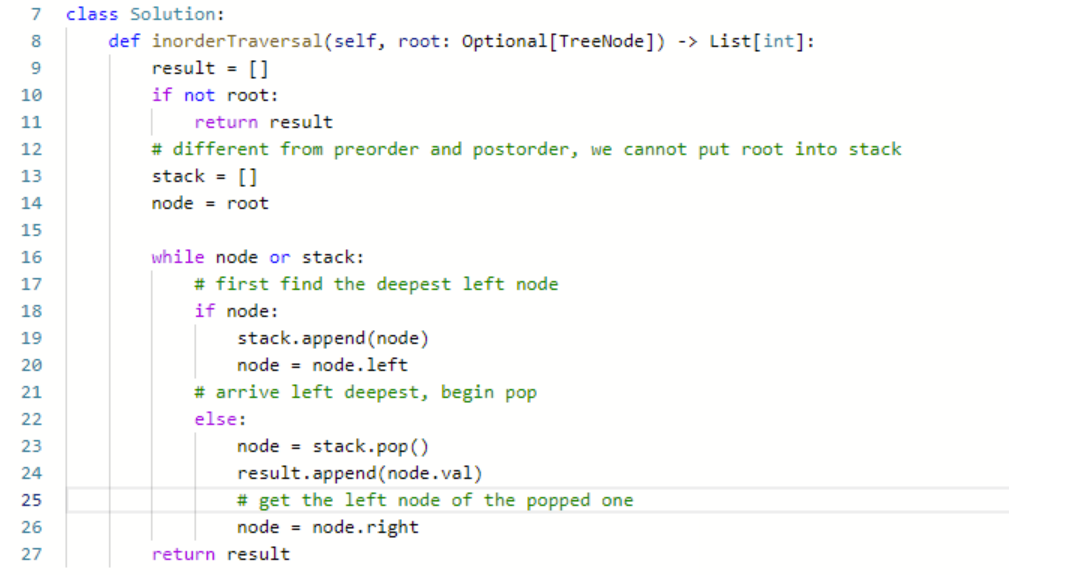 7 class Solution:
8     def inorderTraversal(self, root: Optional[TreeNode]) -> List[int]:
9         result = []
10         if not root:
11             return result
12         # different from preorder and postorder, we cannot put root into stack
13         stack = []
14         node = root
15
16         while node or stack:
17             # first find the deepest left node
18             if node:
19                 stack.append(node)
20                 node = node.left
21             # arrive left deepest, begin pop
22             else:
23                 node = stack.pop()
24                 result.append(node.val)
25                 # get the left node of the popped one
26                 node = node.right
27         return result